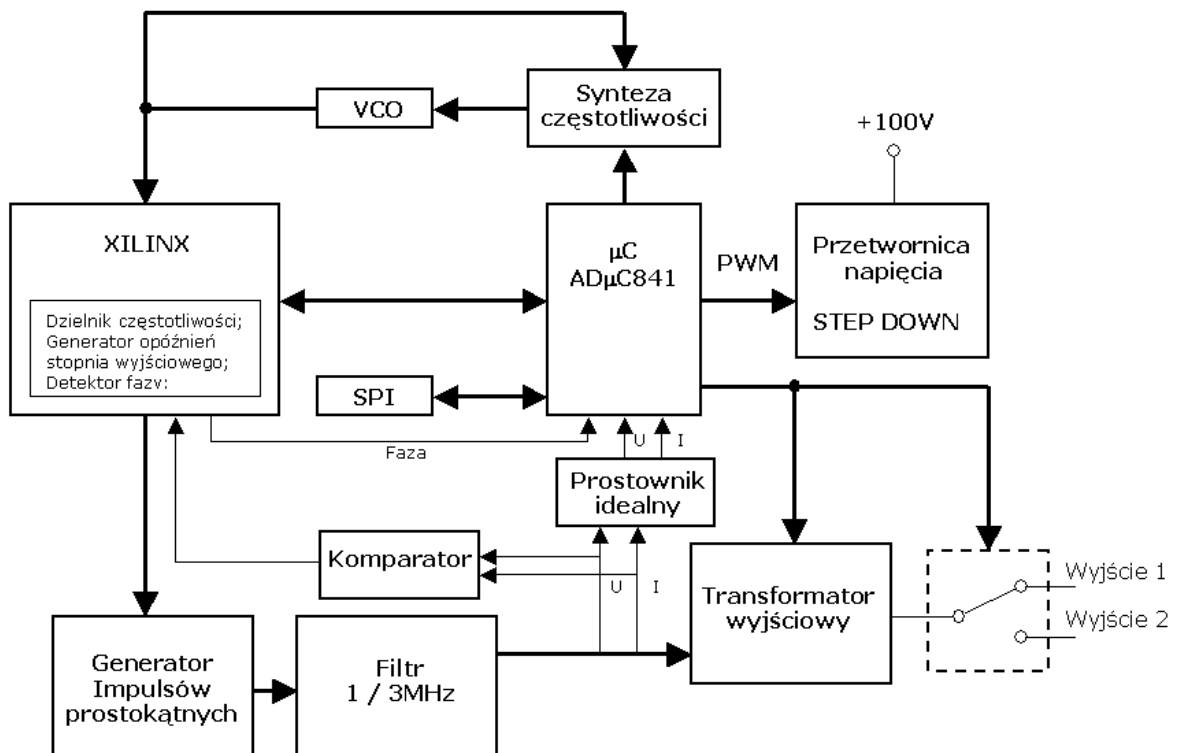 Synteza
częstotliwości
VCO
+100V
XILINX
Dzielnik częstotliwości;
Generator opóźnień
stopnia wyjściowego;
Detektor fazy:
μC
ADμC841
PWM
Przetwornica
napięcia
STEP DOWN
SPI
Faza
U
I
Prostownik
idealny
Komparator
U
I
Transformator
wyjściowy
Wyjście 1
Wyjście 2
Generator
Impulsów
prostokątnych
Filtr
1 / 3MHz